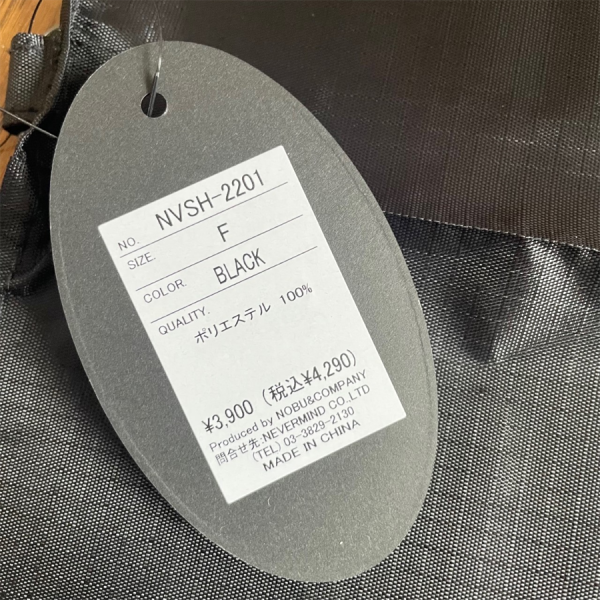 NO. NVSH-2201
SIZE. F
COLOR. BLACK
QUALITY.
ポリエステル 100%
¥3,900 (税込¥4,290)
Produced by NOBU&COMPANY
問合せ先:NEVERMIND CO.LTD
(TEL) 03-3829-2130
MADE IN CHINA